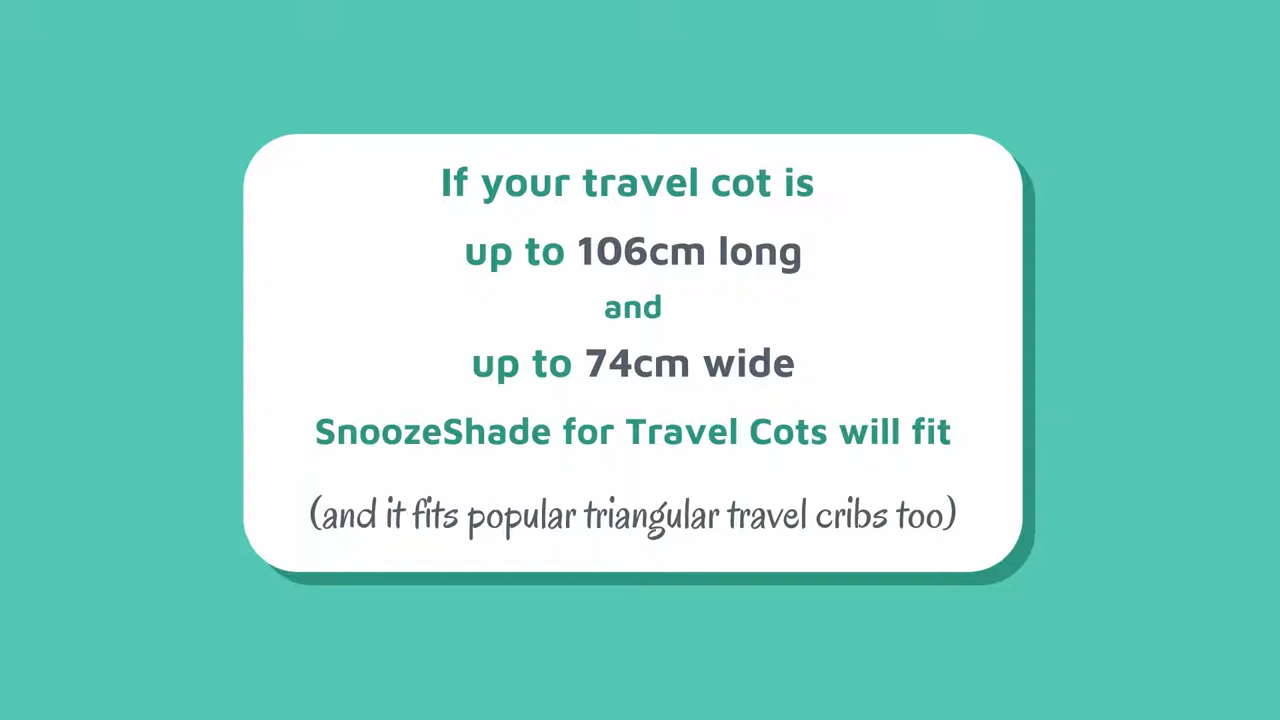 If your travel cot is
up to 106cm long
and
up to 74cm wide
SnoozeShade for Travel Cots will fit
(and it fits popular triangular travel cribs too)